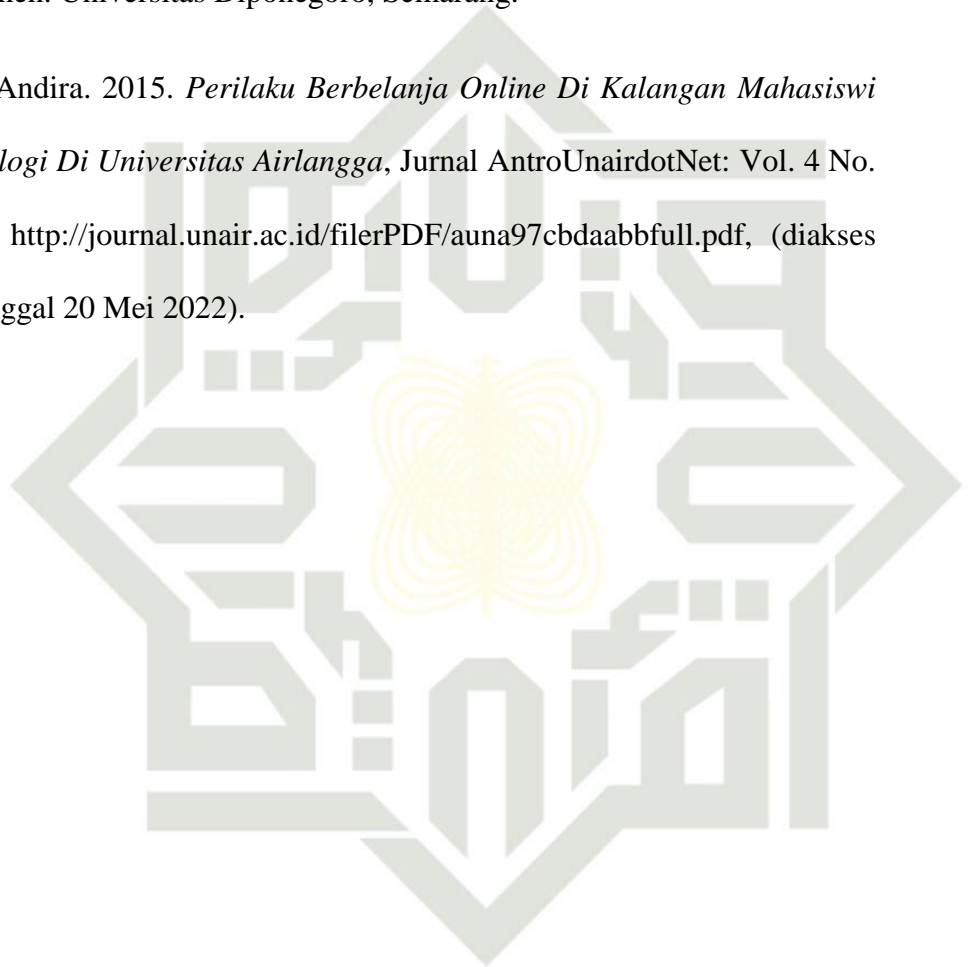 Universitas Diponegoro, Semarang.
Andira. 2015. Perilaku Berbelanja Online Di Kalangan Mahasiswi
logi Di Universitas Airlangga, Jurnal AntroUnairdotNet: Vol. 4 No.
http://journal.unair.ac.id/filerPDF/auna97cbdaabbfull.pdf, (diakses
ggal 20 Mei 2022).